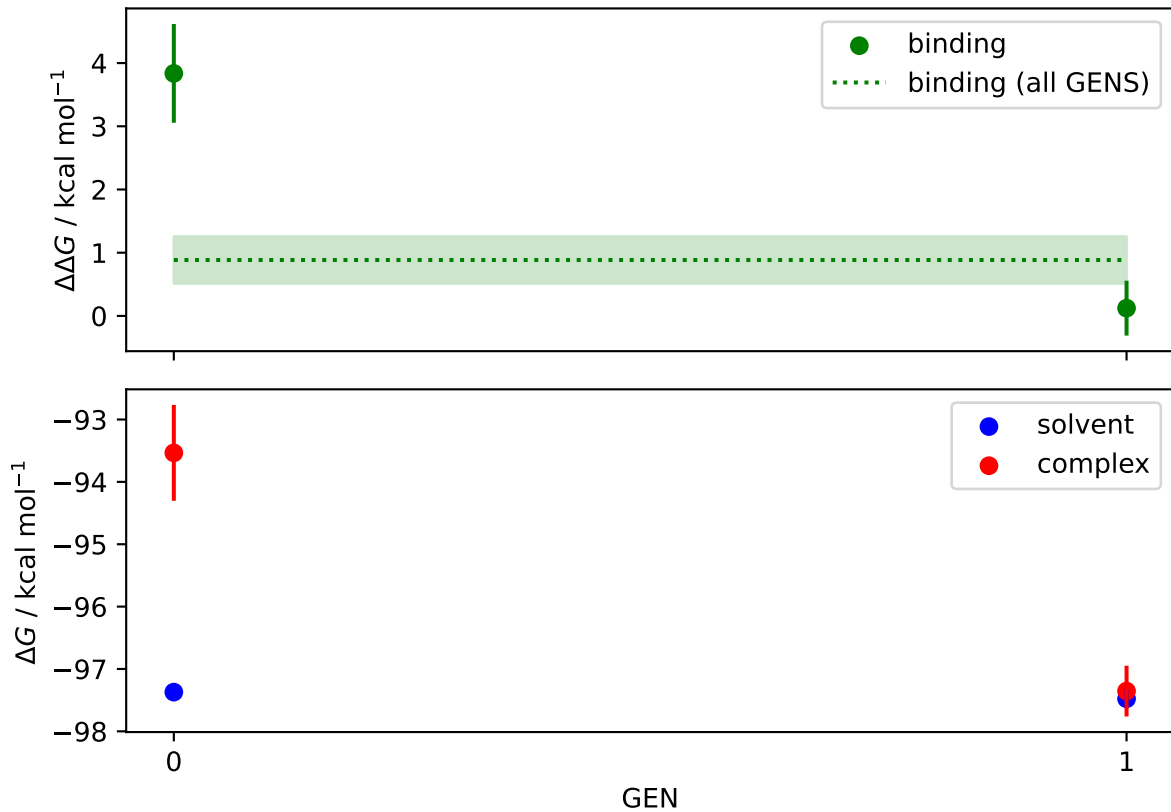 4
3
2
1
0
ΔΔG / kcal mol⁻¹
binding
binding (all GENS)
−93
−94
−95
−96
−97
−98
ΔG / kcal mol⁻¹
solvent
complex
0
1
GEN